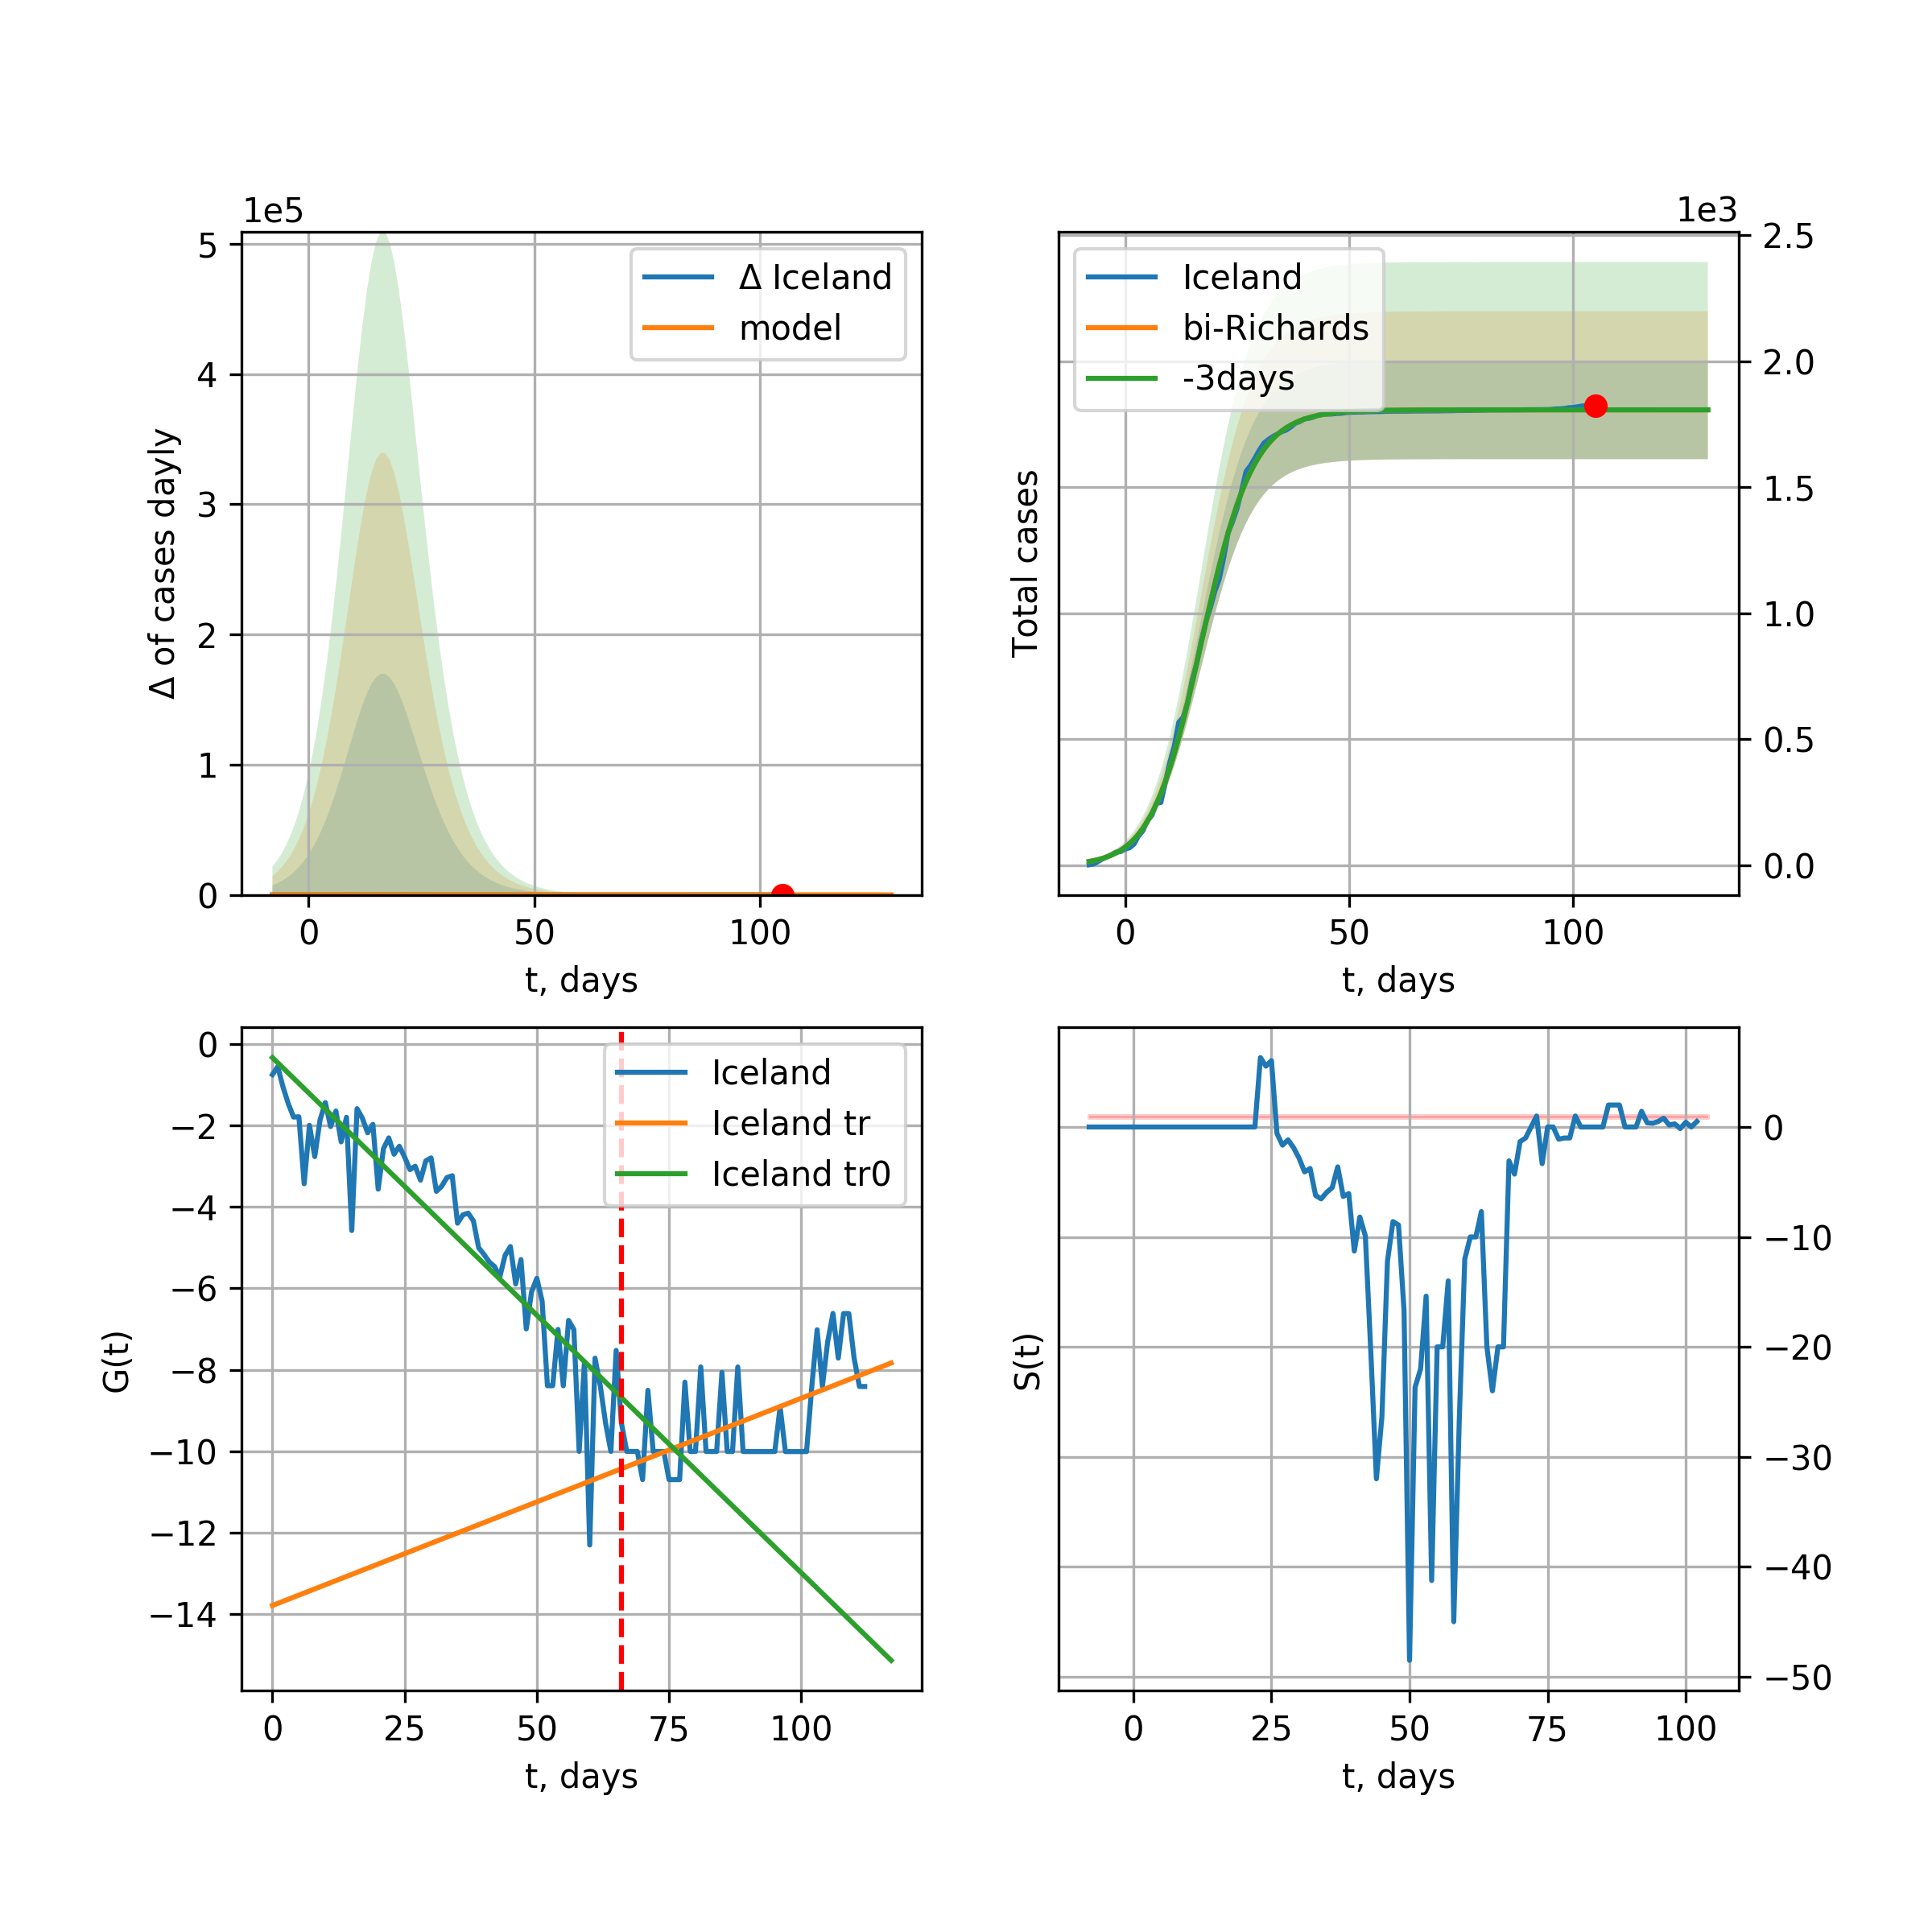 1e5
5
4
3
2
1
0
Δ of cases dayly
Δ Iceland
model
0 50 100
t, days
1e3
2.5
2.0
1.5
1.0
0.5
0.0
Total cases
Iceland
bi-Richards
-3days
0 50 100
t, days
0
−2
−4
−6
−8
−10
−12
−14
G(t)
Iceland
Iceland tr
Iceland tr0
0 25 50 75 100
t, days
0
−10
−20
−30
−40
−50
S(t)
0 25 50 75 100
t, days